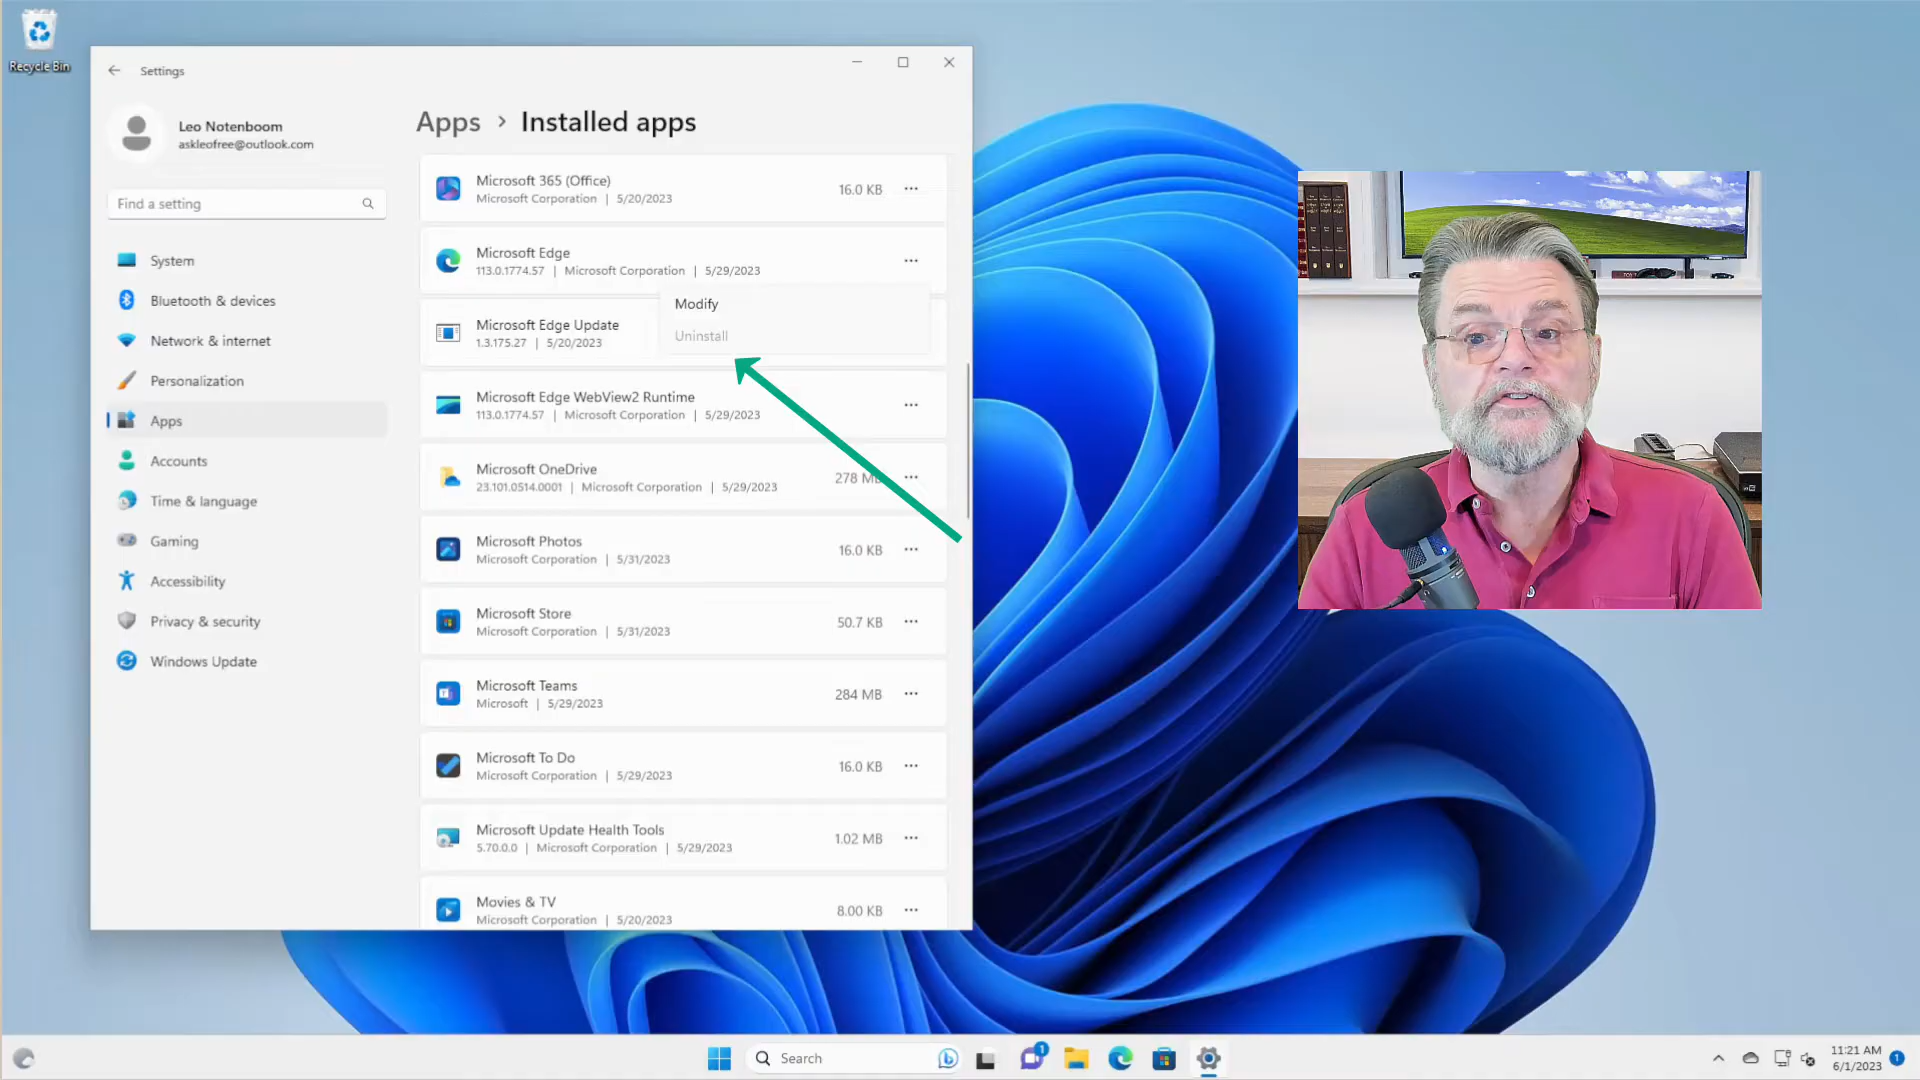 Recycle Bin
Settings
Leo Notenboom
askleofree@outlook.com
Find a setting
System
Bluetooth & devices
Network & internet
Personalization
Apps
Accounts
Time & language
Gaming
Accessibility
Privacy & security
Windows Update
Apps > Installed apps
Microsoft 365 (Office)
Microsoft Corporation | 5/20/2023
16.0 KB
Microsoft Edge
113.0.1774.57 | Microsoft Corporation | 5/29/2023
Modify
Uninstall
Microsoft Edge Update
1.3.175.27 | 5/20/2023
Microsoft Edge WebView2 Runtime
113.0.1774.57 | Microsoft Corporation | 5/29/2023
Microsoft OneDrive
23.101.0514.0001 | Microsoft Corporation | 5/29/2023
278 MB
Microsoft Photos
Microsoft Corporation | 5/31/2023
16.0 KB
Microsoft Store
Microsoft Corporation | 5/31/2023
50.7 KB
Microsoft Teams
Microsoft | 5/29/2023
284 MB
Microsoft To Do
Microsoft Corporation | 5/29/2023
16.0 KB
Microsoft Update Health Tools
5.70.0.0 | Microsoft Corporation | 5/29/2023
1.02 MB
Movies & TV
Microsoft Corporation | 5/20/2023
8.00 KB
Search
1
11:21 AM
6/1/2023
1